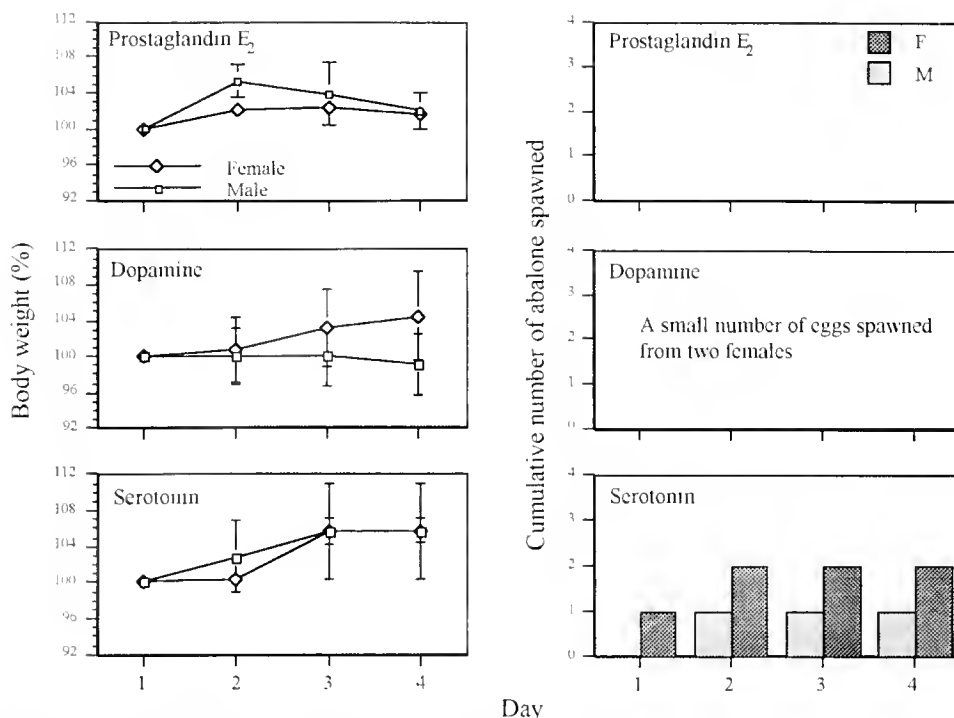 Prostaglandin E2
112
108
104
100
96
92
Female
Male
Dopamine
112
108
104
100
96
92
Serotonin
112
108
104
100
96
92
1 2 3 4
Body weight (%)
Prostaglandin E2
F
M
4
3
2
1
0
Dopamine
A small number of eggs spawned
from two females
4
3
2
1
0
Serotonin
4
3
2
1
0
1 2 3 4
Cumulative number of abalone spawned
Day